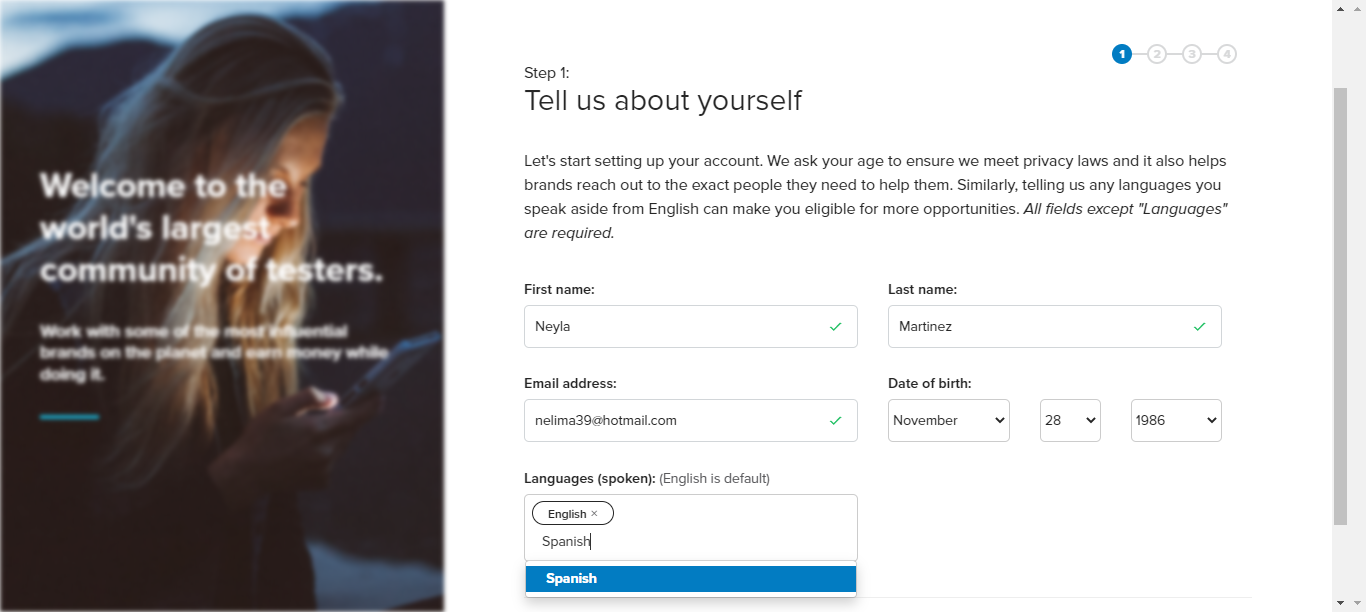 Welcome to the
world's largest
community of testers.
Work with some of the most influential
brands on the planet and earn money while
doing it.
1 2 3 4
Step 1:
Tell us about yourself
Let's start setting up your account. We ask your age to ensure we meet privacy laws and it also helps
brands reach out to the exact people they need to help them. Similarly, telling us any languages you
speak aside from English can make you eligible for more opportunities. All fields except "Languages"
are required.
First name: Last name:
Neyla Martinez
Email address: Date of birth:
nelima39@hotmail.com November 28 1986
Languages (spoken): (English is default)
English ×
Spanish
Spanish